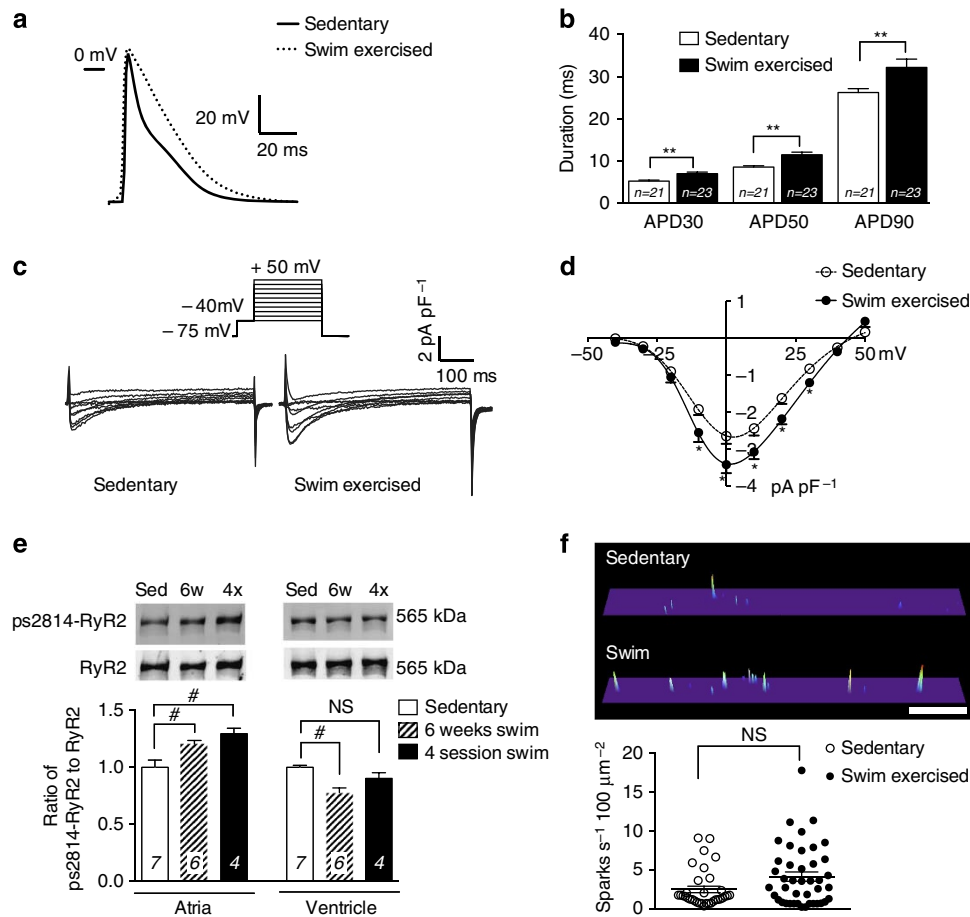 a
Sedentary
Swim exercised
0 mV
20 mV
20 ms
b
Sedentary
Swim exercised
Duration (ms)
40
30
20
10
0
**
**
**
n=21
n=23
n=21
n=23
n=21
n=23
APD30
APD50
APD90
c
+ 50 mV
−40mV
−75 mV
2 pA pF⁻¹
100 ms
Sedentary
Swim exercised
d
Sedentary
Swim exercised
1
−50
−25
25
50 mV
−1
−2
−3
−4
pA pF⁻¹
*
*
*
*
*
e
Sed 6w 4x
ps2814-RyR2
565 kDa
RyR2
565 kDa
Sedentary
6 weeks swim
4 session swim
Ratio of
ps2814-RyR2 to RyR2
1.5
1.0
0.5
0.0
#
#
NS
#
7
6
4
7
6
4
Atria
Ventricle
f
Sedentary
Swim
NS
Sedentary
Swim exercised
Sparks s⁻¹ 100 µm⁻²
20
15
10
5
0